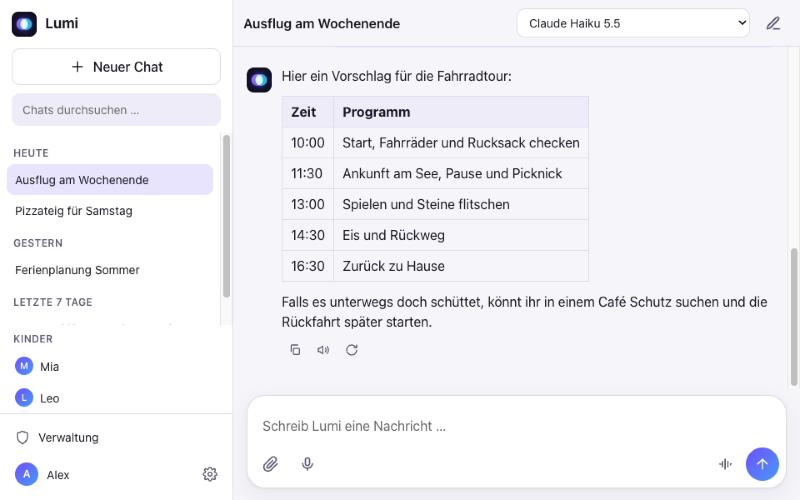 Lumi
Neuer Chat
Chats durchsuchen ...
HEUTE
Ausflug am Wochenende
Pizzateig für Samstag
GESTERN
Ferienplanung Sommer
LETZTE 7 TAGE
KINDER
M Mia
L Leo
Verwaltung
A Alex
Ausflug am Wochenende
Claude Haiku 5.5
Hier ein Vorschlag für die Fahrradtour:
Zeit Programm
10:00 Start, Fahrräder und Rucksack checken
11:30 Ankunft am See, Pause und Picknick
13:00 Spielen und Steine flitschen
14:30 Eis und Rückweg
16:30 Zurück zu Hause
Falls es unterwegs doch schüttet, könnt ihr in einem Café Schutz suchen und die
Rückfahrt später starten.
Schreib Lumi eine Nachricht ...